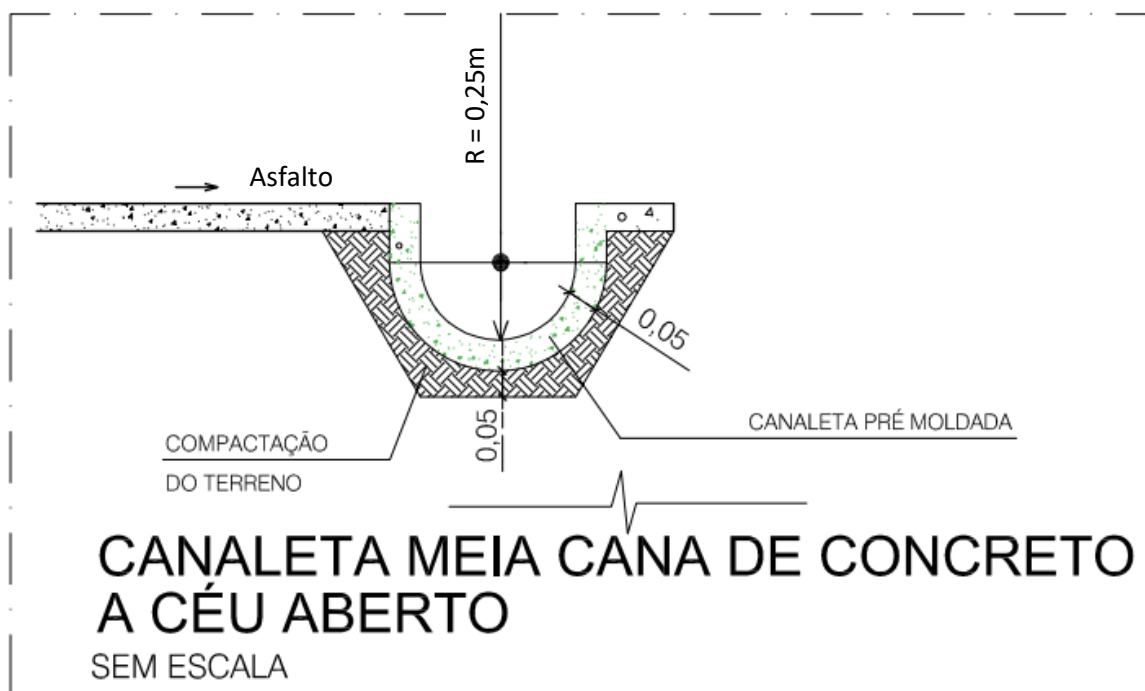 R = 0,25m
Asfalto
0,05
0,05
CANALETA PRÉ MOLDADA
COMPACTAÇÃO
DO TERRENO
CANALETA MEIA CANA DE CONCRETO
A CÉU ABERTO
SEM ESCALA